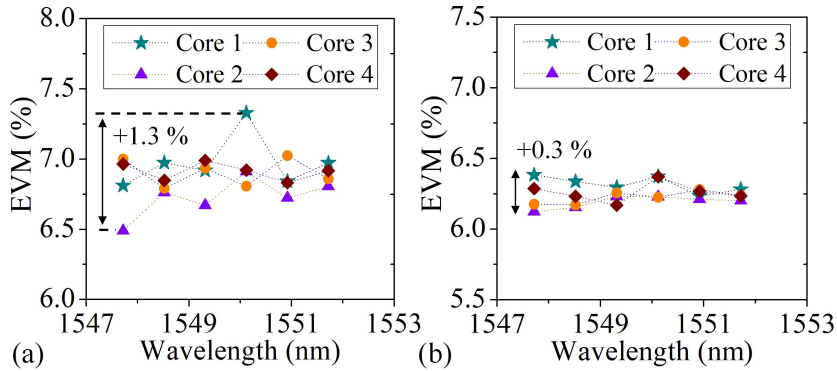 Core 1 Core 3
Core 2 Core 4
EVM (%)
8.0
7.5
7.0
6.5
6.0
+1.3 %
1547 1549 1551 1553
Wavelength (nm)
(a)
Core 1 Core 3
Core 2 Core 4
EVM (%)
7.5
7.0
6.5
6.0
5.5
+0.3 %
1547 1549 1551 1553
Wavelength (nm)
(b)